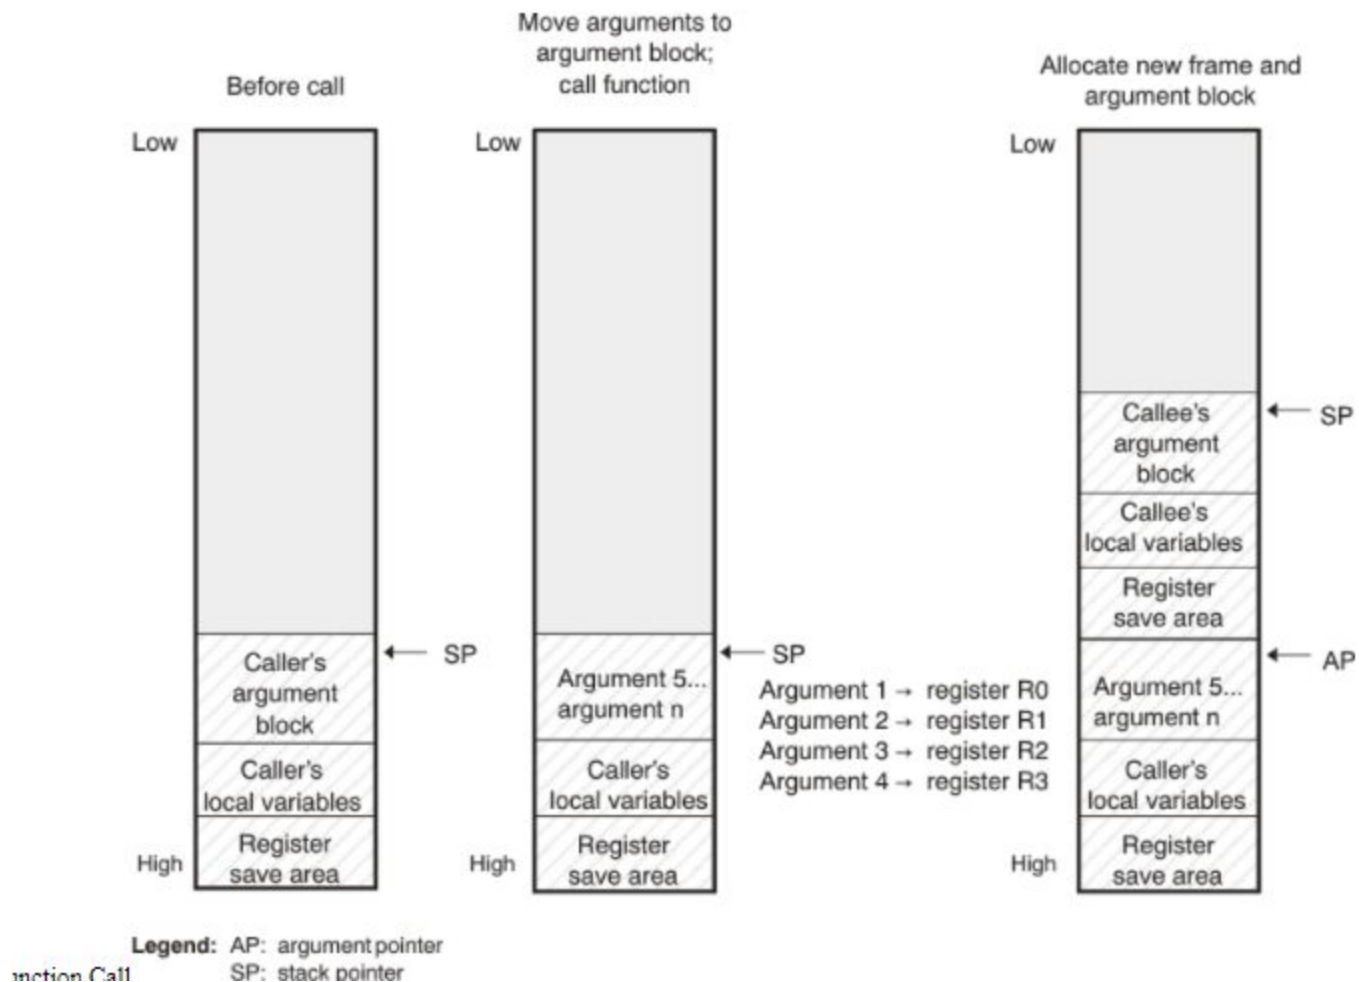 Before call
Move arguments to
argument block;
call function
Allocate new frame and
argument block
Low
Low
Low
Caller's
argument
block
Caller's
local variables
Register
save area
High
SP
Argument 5...
argument n
Caller's
local variables
Register
save area
High
SP
Argument 1 → register R0
Argument 2 → register R1
Argument 3 → register R2
Argument 4 → register R3
Callee's
argument
block
Callee's
local variables
Register
save area
Argument 5...
argument n
Caller's
local variables
Register
save area
High
SP
AP
Legend: AP: argument pointer
SP: stack pointer
Call